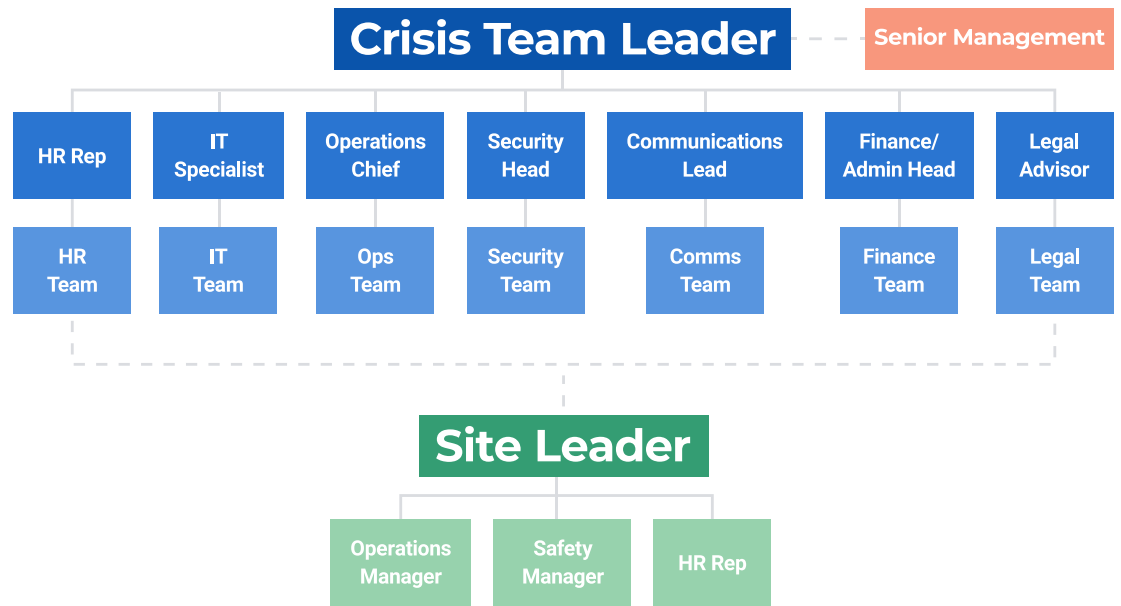 Crisis Team Leader
Senior Management
HR Rep
IT
Specialist
Operations
Chief
Security
Head
Communications
Lead
Finance/
Admin Head
Legal
Advisor
HR
Team
IT
Team
Ops
Team
Security
Team
Comms
Team
Finance
Team
Legal
Team
Site Leader
Operations
Manager
Safety
Manager
HR Rep